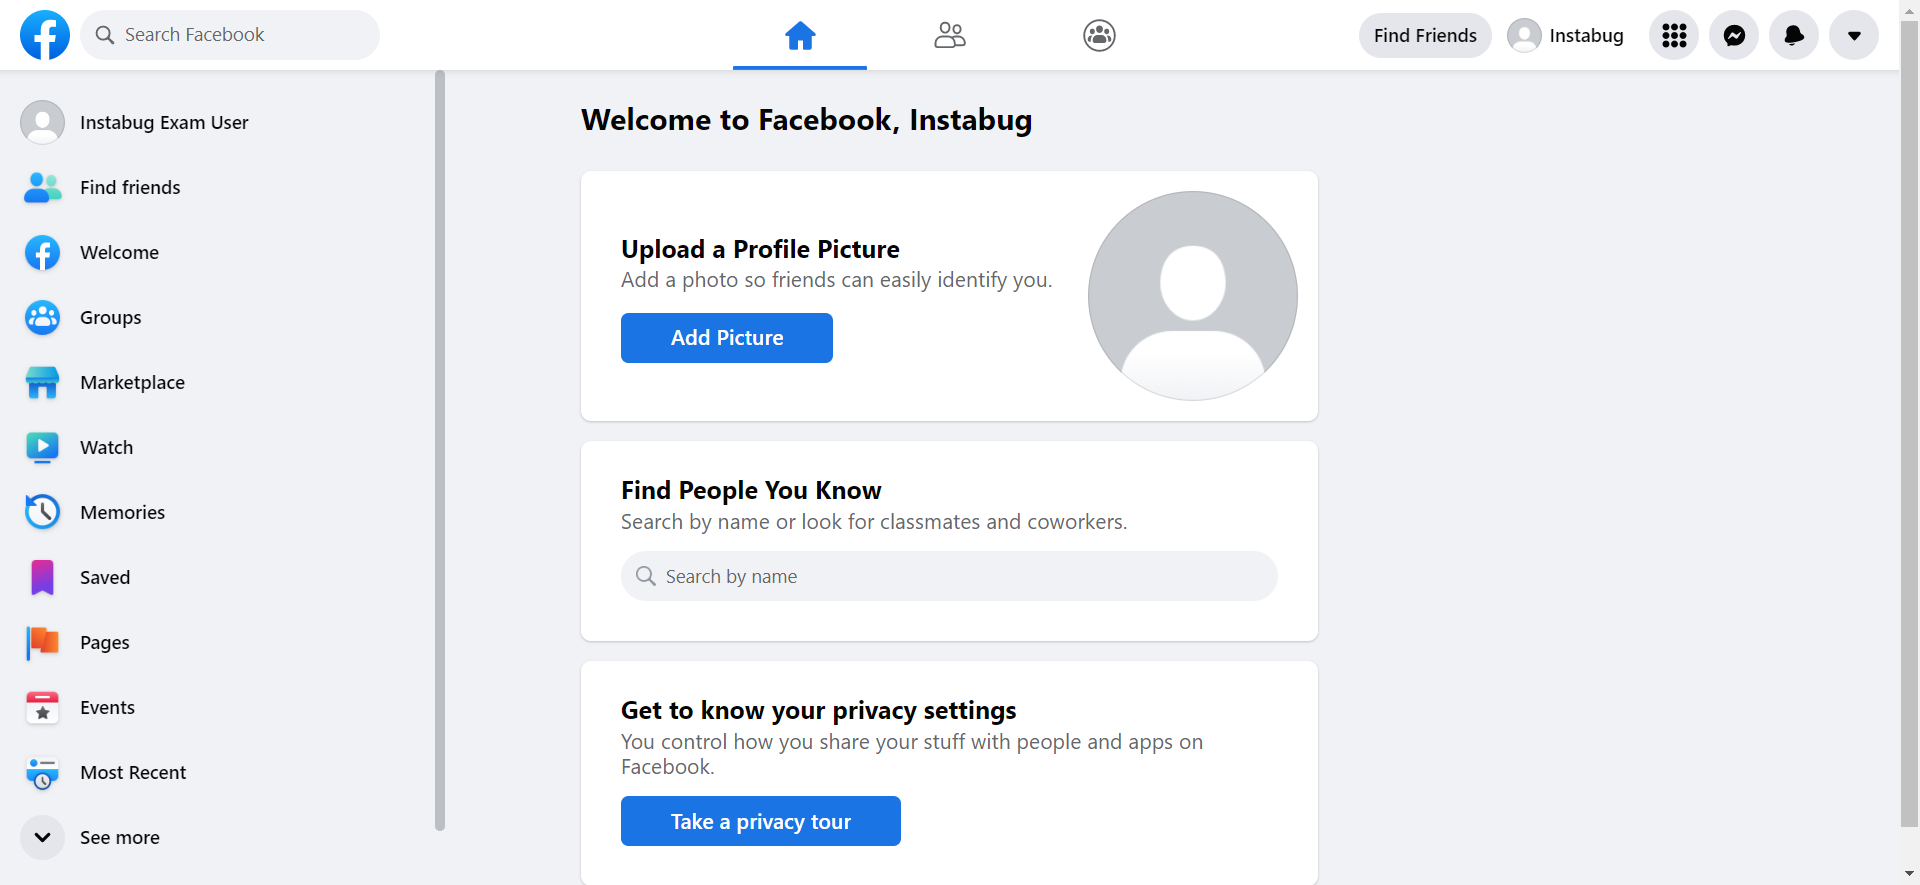 Search Facebook
Find Friends
Instabug
Instabug Exam User
Find friends
Welcome
Groups
Marketplace
Watch
Memories
Saved
Pages
Events
Most Recent
See more
Welcome to Facebook, Instabug
Upload a Profile Picture
Add a photo so friends can easily identify you.
Add Picture
Find People You Know
Search by name or look for classmates and coworkers.
Search by name
Get to know your privacy settings
You control how you share your stuff with people and apps on
Facebook.
Take a privacy tour